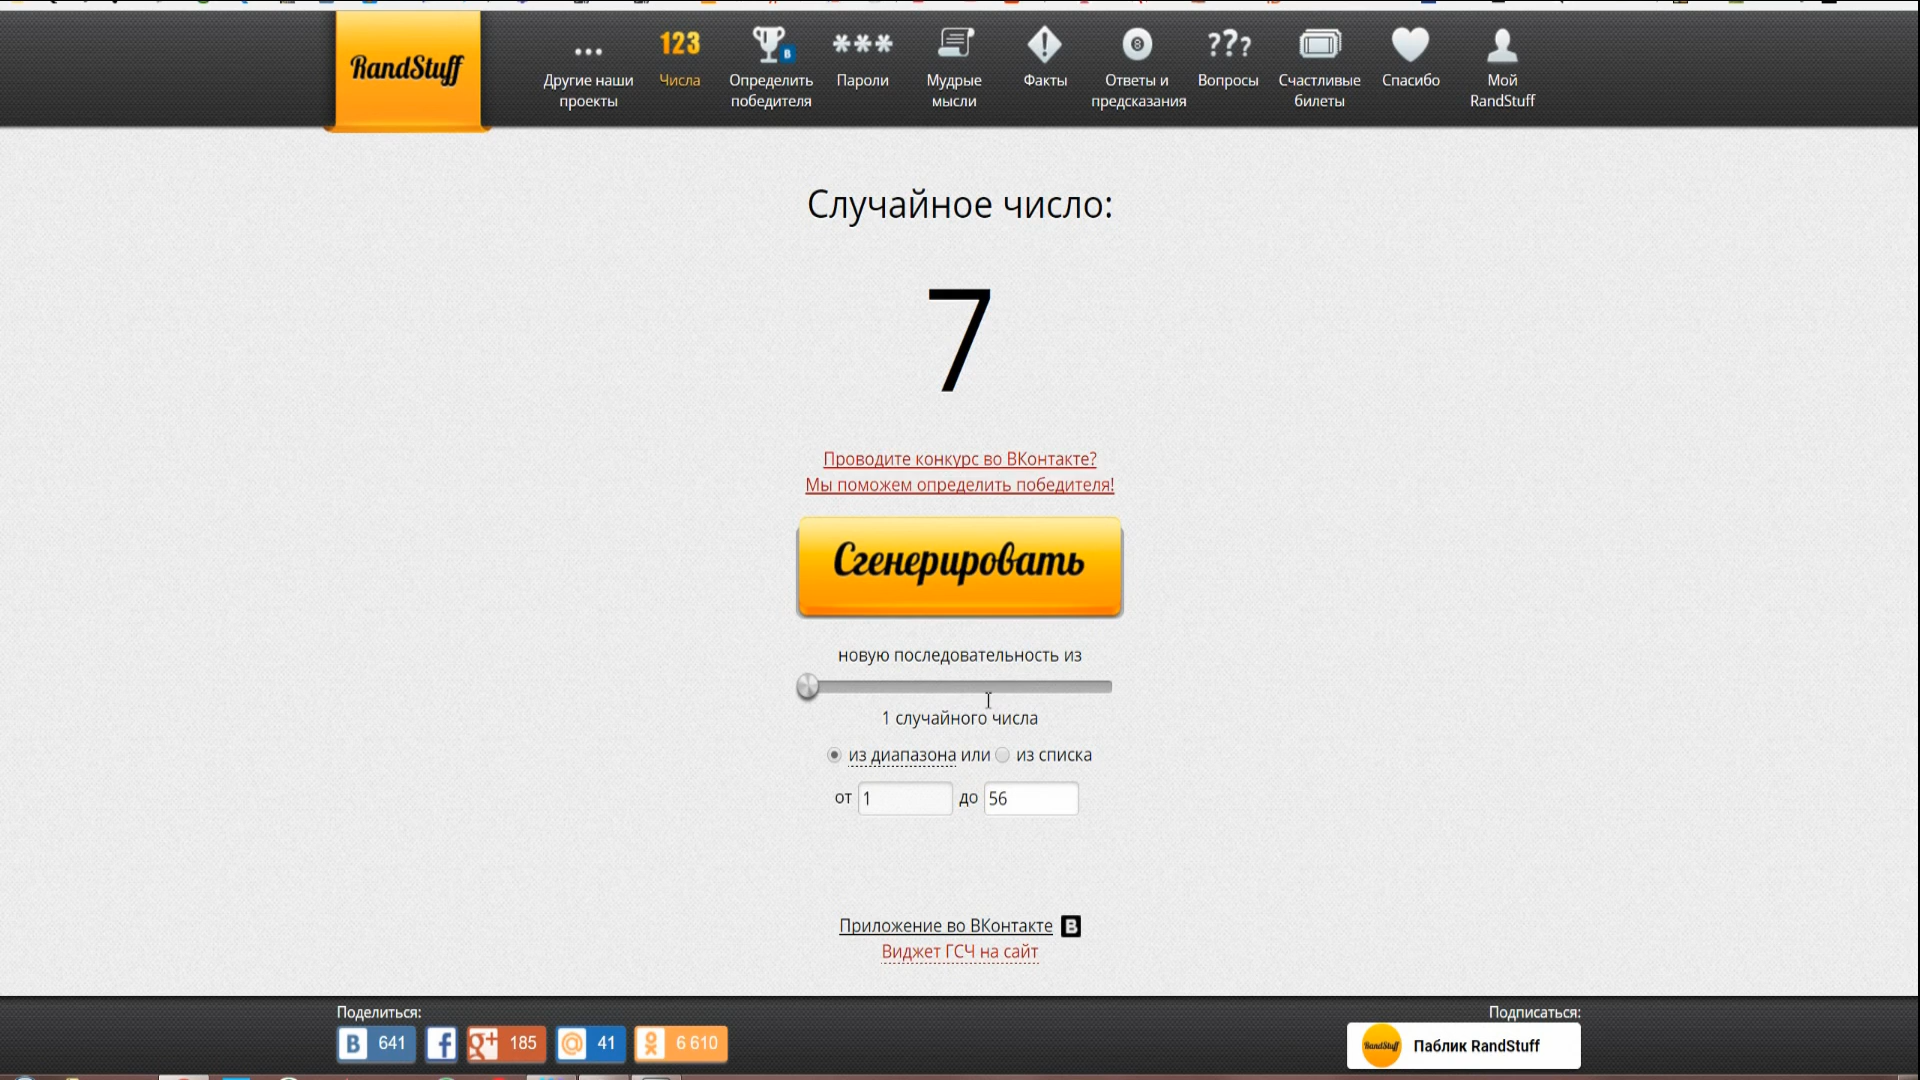 RandStuff
Другие наши
проекты
123
Числа
В
Определить
победителя
***
Пароли
Мудрые
мысли
Факты
8
Ответы и
предсказания
???
Вопросы
Счастливые
билеты
Спасибо
Мой
RandStuff
Случайное число:
7
Проводите конкурс во ВКонтакте?
Мы поможем определить победителя!
Сгенерировать
новую последовательность из
1 случайного числа
из диапазона или из списка
от 1 до 56
Приложение во ВКонтакте В
Виджет ГСЧ на сайт
Поделиться:
В 641 f g+ 185 @ 41 6 610
Подписаться:
RandStuff Паблик RandStuff